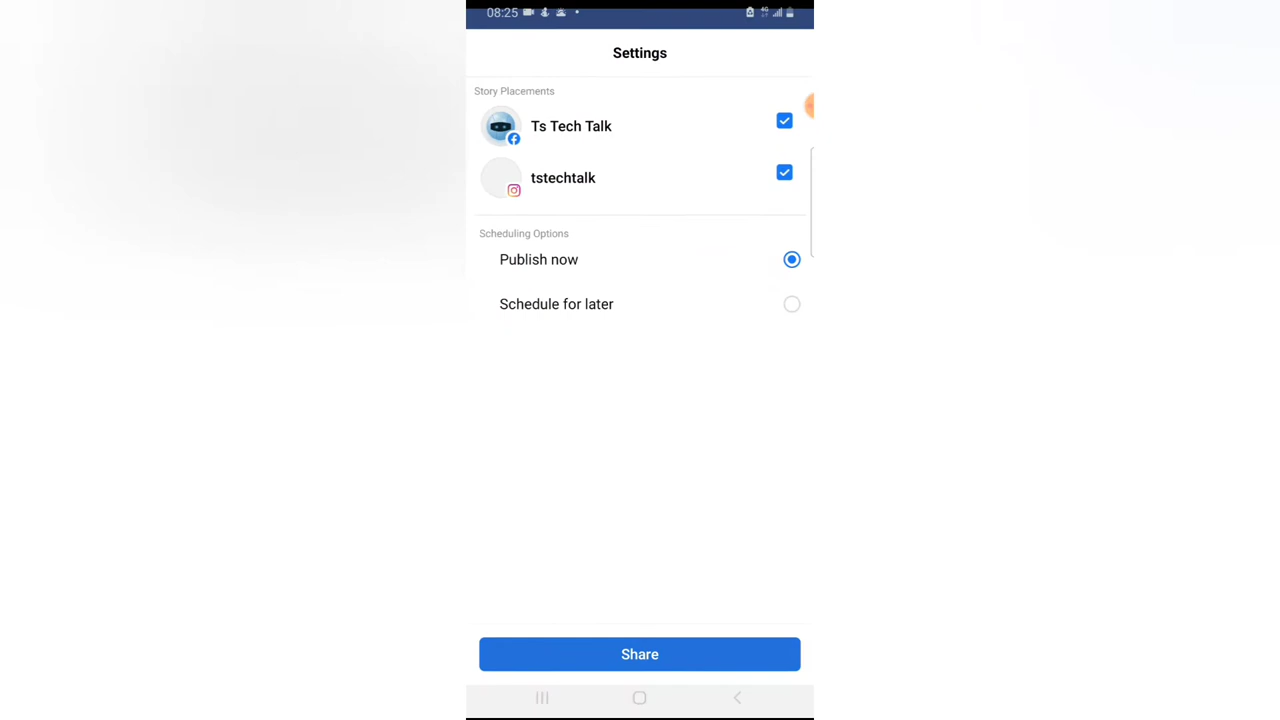 08:25
Settings
Story Placements
Ts Tech Talk
tstechtalk
Scheduling Options
Publish now
Schedule for later
Share